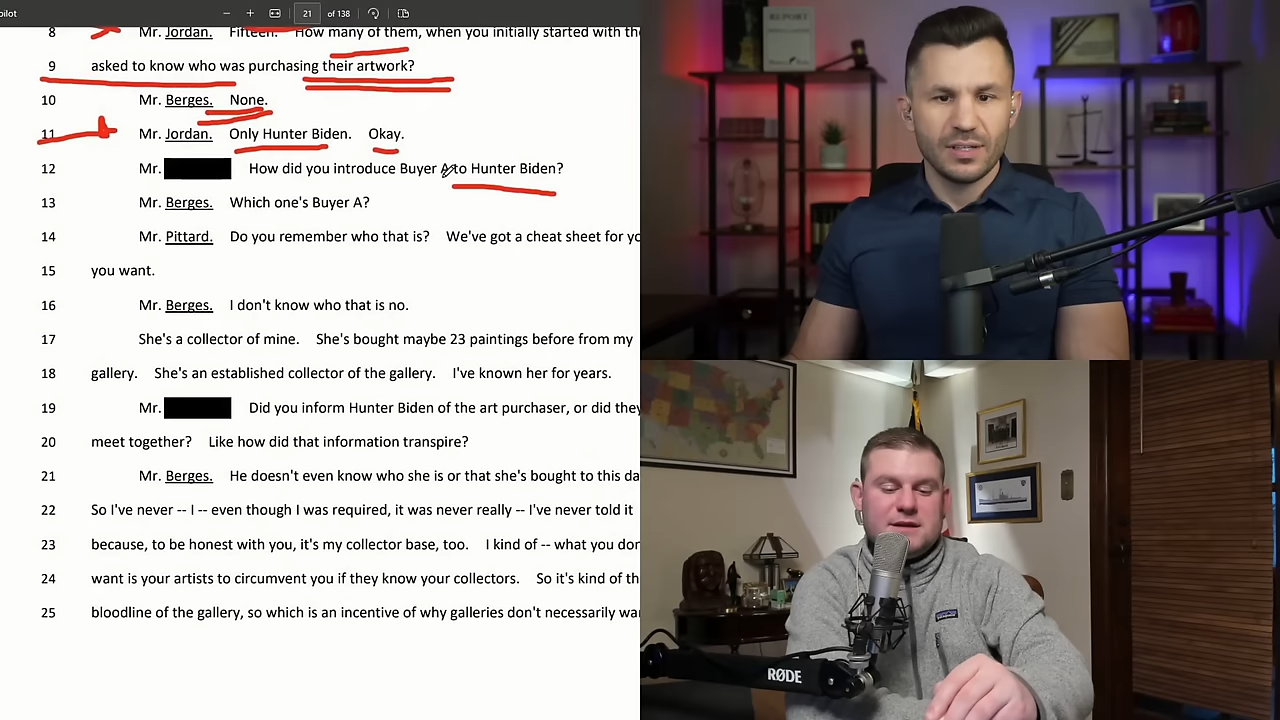 pilot
21 of 138
8 Mr. Jordan. Fifteen. How many of them, when you initially started with the
9 asked to know who was purchasing their artwork?
10 Mr. Berges. None.
11 Mr. Jordan. Only Hunter Biden. Okay.
12 Mr. How did you introduce Buyer A to Hunter Biden?
13 Mr. Berges. Which one's Buyer A?
14 Mr. Pittard. Do you remember who that is? We've got a cheat sheet for yo
15 you want.
16 Mr. Berges. I don't know who that is no.
17 She's a collector of mine. She's bought maybe 23 paintings before from my
18 gallery. She's an established collector of the gallery. I've known her for years.
19 Mr. Did you inform Hunter Biden of the art purchaser, or did they
20 meet together? Like how did that information transpire?
21 Mr. Berges. He doesn't even know who she is or that she's bought to this da
22 So I've never -- I -- even though I was required, it was never really -- I've never told it
23 because, to be honest with you, it's my collector base, too. I kind of -- what you don
24 want is your artists to circumvent you if they know your collectors. So it's kind of th
25 bloodline of the gallery, so which is an incentive of why galleries don't necessarily wa
REPORT
patagonia
RØDE